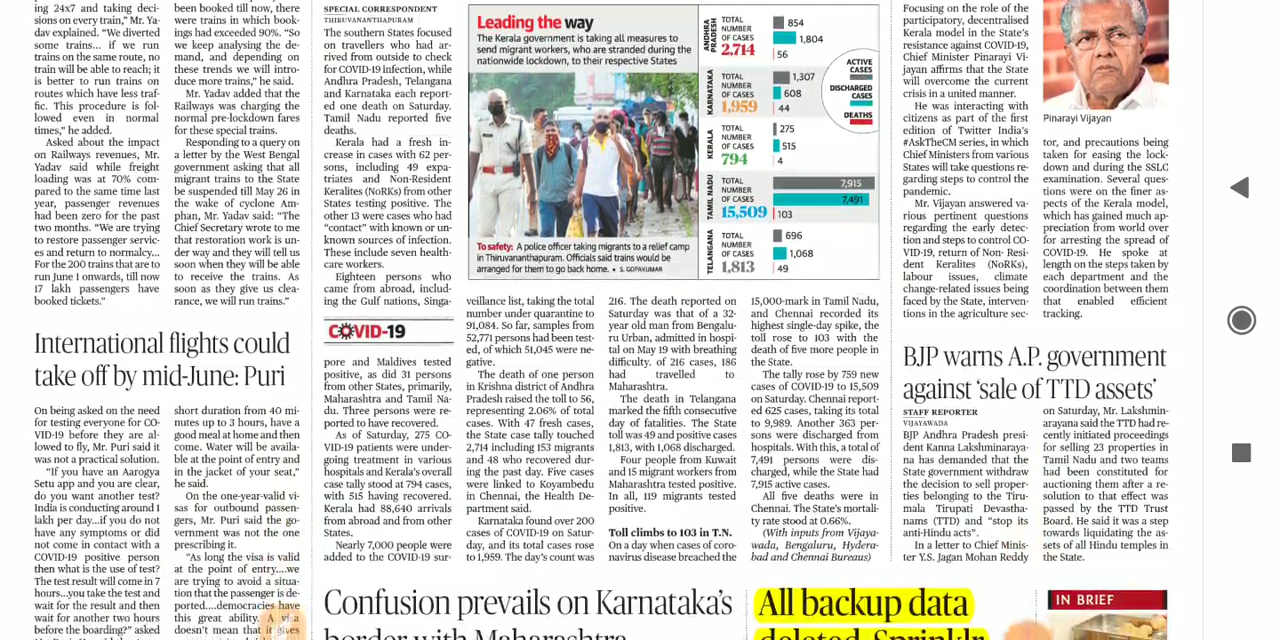 ing 24x7 and taking deci-
sions on every train," Mr. Ya-
dav explained. "We diverted
some trains... if we run
trains on the same route, no
train will be able to reach; it
is better to run trains on
routes which have less traf-
fic. This procedure is fol-
lowed even in normal
times," he added.
Asked about the impact
on Railways revenues, Mr.
Yadav said while freight
loading was at 70% com-
pared to the same time last
year, passenger revenues
had been zero for the past
two months. "We are trying
to restore passenger servic-
es and return to normalcy...
For the 200 trains that are to
run June 1 onwards, till now
17 lakh passengers have
booked tickets."
been booked till now, there
were trains in which book-
ings had exceeded 90%. "So
we keep analysing the de-
mand, and depending on
these trends we will intro-
duce more trains," he said.
Mr. Yadav added that the
Railways was charging the
normal pre-lockdown fares
for these special trains.
Responding to a query on
a letter by the West Bengal
government asking that all
migrant trains to the State
be suspended till May 26 in
the wake of cyclone Am-
phan, Mr. Yadav said: "The
Chief Secretary wrote to me
that restoration work is un-
der way and they will tell us
soon when they will be able
to receive the trains. As
soon as they give us clea-
rance, we will run trains."
International flights could
take off by mid-June: Puri
On being asked on the need
for testing everyone for CO-
VID-19 before they are al-
lowed to fly, Mr. Puri said it
was not a practical solution.
"If you have an Aarogya
Setu app and you are clear,
do you want another test?
India is conducting around 1
lakh per day...if you do not
have any symptoms or did
not come in contact with a
COVID-19 positive person
then what is the use of test?
The test result will come in 7
hours...you take the test and
wait for the result and then
wait for another two hours
before the boarding?" asked
short duration from 40 mi-
nutes up to 3 hours, have a
good meal at home and then
come. Water will be availa-
ble at the point of entry and
in the jacket of your seat,"
he said.
On the one-year-valid vi-
sas for outbound passen-
gers, Mr. Puri said the go-
vernment was not the one
prescribing it.
"As long the visa is valid
at the point of entry....we
are trying to avoid a situa-
tion that the passenger is de-
ported....democracies have
this great ability. A visa
doesn't mean that it gives
SPECIAL CORRESPONDENT
THIRUVANANTHAPURAM
The southern States focused
on travellers who had ar-
rived from outside to check
for COVID-19 infection, while
Andhra Pradesh, Telangana
and Karnataka each report-
ed one death on Saturday.
Tamil Nadu reported five
deaths.
Kerala had a fresh in-
crease in cases with 62 per-
sons, including 49 expa-
triates and Non-Resident
Keralites (NoRKs) from other
States testing positive. The
other 13 were cases who had
"contact" with known or un-
known sources of infection.
These include seven health-
care workers.
Eighteen persons who
came from abroad, includ-
ing the Gulf nations, Singa-
COVID-19
pore and Maldives tested
positive, as did 31 persons
from other States, primarily,
Maharashtra and Tamil Na-
du. Three persons were re-
ported to have recovered.
As of Saturday, 275 CO-
VID-19 patients were under-
going treatment in various
hospitals and Kerala's overall
case tally stood at 794 cases,
with 515 having recovered.
Kerala had 88,640 arrivals
from abroad and from other
States.
Nearly 7,000 people were
added to the COVID-19 sur-
Leading the way
The Kerala government is taking all measures to
send migrant workers, who are stranded during the
nationwide lockdown, to their respective States
To safety: A police officer taking migrants to a relief camp
in Thiruvananthapuram. Officials said trains would be
arranged for them to go back home. • S. GOPAKUMAR
ANDHRA
PRADESH
TOTAL
NUMBER
OF CASES
2,714
854
1,804
56
KARNATAKA
TOTAL
NUMBER
OF CASES
1,959
1,307
608
44
KERALA
TOTAL
NUMBER
OF CASES
794
275
515
4
TAMIL NADU
TOTAL
NUMBER
OF CASES
15,509
7,915
7,491
103
TELANGANA
TOTAL
NUMBER
OF CASES
1,813
696
1,068
49
ACTIVE
CASES
DISCHARGED
CASES
DEATHS
veillance list, taking the total
number under quarantine to
91,084. So far, samples from
52,771 persons had been test-
ed, of which 51,045 were ne-
gative.
The death of one person
in Krishna district of Andhra
Pradesh raised the toll to 56,
representing 2.06% of total
cases. With 47 fresh cases,
the State case tally touched
2,714 including 153 migrants
and 48 who recovered during
the past day. Five cases
were linked to Koyambedu
in Chennai, the Health De-
partment said.
Karnataka found over 200
cases of COVID-19 on Satur-
day, and its total cases rose
to 1,959. The day's count was
216. The death reported on
Saturday was that of a 32-
year old man from Bengalu-
ru Urban, admitted in hospi-
tal on May 19 with breathing
difficulty. of 216 cases, 186
had travelled to
Maharashtra.
The death in Telangana
marked the fifth consecutive
day of fatalities. The State
toll was 49 and positive cases
1,813, with 1,068 discharged.
Four people from Kuwait
and 15 migrant workers from
Maharashtra tested positive.
In all, 119 migrants tested
positive.
Toll climbs to 103 in T.N.
On a day when cases of coro-
navirus disease breached the
15,000-mark in Tamil Nadu,
and Chennai recorded its
highest single-day spike, the
toll rose to 103 with the
death of five more people in
the State.
The tally rose by 759 new
cases of COVID-19 to 15,509
on Saturday. Chennai report-
ed 625 cases, taking its total
to 9,989. Another 363 per-
sons were discharged from
hospitals. With this, a total of
7,491 persons were dis-
charged, while the State had
7,915 active cases.
All five deaths were in
Chennai. The State's mortali-
ty rate stood at 0.66%.
(With inputs from Vijaya-
wada, Bengaluru, Hydera-
bad and Chennai Bureaus)
Focusing on the role of the
participatory, decentralised
Kerala model in the State's
resistance against COVID-19,
Chief Minister Pinarayi Vi-
jayan affirms that the State
will overcome the current
crisis in a united manner.
He was interacting with
citizens as part of the first
edition of Twitter India's
#AskTheCM series, in which
Chief Ministers from various
States will take questions re-
garding steps to control the
pandemic.
Mr. Vijayan answered va-
rious pertinent questions
regarding the early detec-
tion and steps to control CO-
VID-19, return of Non- Resi-
dent Keralites (NoRKs),
labour issues, climate
change-related issues being
faced by the State, interven-
tions in the agriculture sec-
Pinarayi Vijayan
tor, and precautions being
taken for easing the lock-
down and during the SSLC
examination. Several ques-
tions were on the finer as-
pects of the Kerala model,
which has gained much ap-
preciation from world over
for arresting the spread of
COVID-19. He spoke at
length on the steps taken by
each department and the
coordination between them
that enabled efficient
tracking.
BJP warns A.P. government
against 'sale of TTD assets'
STAFF REPORTER
VIJAYAWADA
BJP Andhra Pradesh presi-
dent Kanna Lakshminaraya-
na has demanded that the
State government withdraw
the decision to sell proper-
ties belonging to the Tiru-
mala Tirupati Devastha-
nams (TTD) and "stop its
anti-Hindu acts".
In a letter to Chief Minis-
ter Y.S. Jagan Mohan Reddy
on Saturday, Mr. Lakshmin-
arayana said the TTD had re-
cently initiated proceedings
for selling 23 properties in
Tamil Nadu and two teams
had been constituted for
auctioning them after a re-
solution to that effect was
passed by the TTD Trust
Board. He said it was a step
towards liquidating the as-
sets of all Hindu temples in
the State.
Confusion prevails on Karnataka's
border with Maharashtra
All backup data
deleted: Sprinklr
IN BRIEF